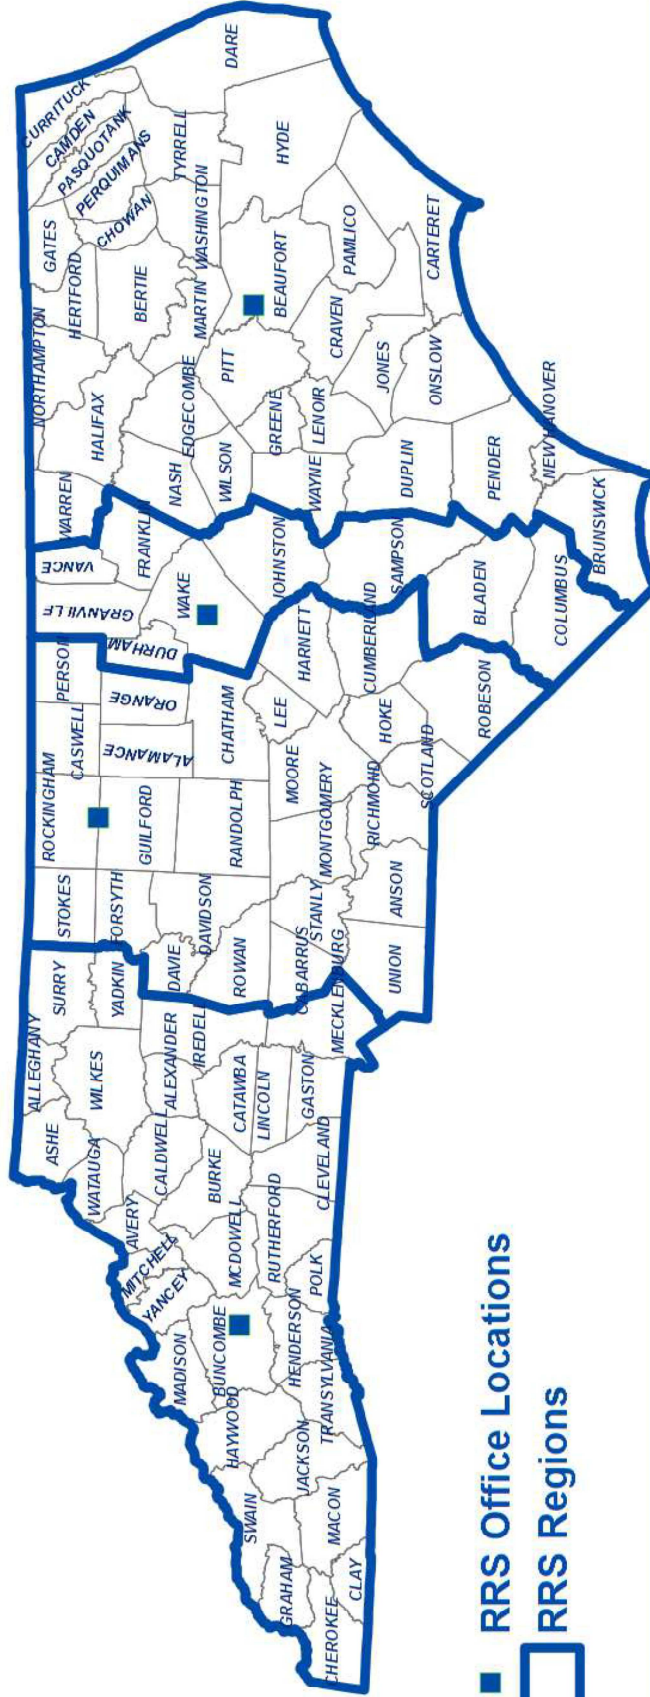 ALLEGHANY
ASHE
SURRY
STOKES
ROCKINGHAM
CASWELL
PERSON
GRANVILLE
VANCE
WARREN
NORTHAMPTON
GATES
HERTFORD
CURRITUCK
CAMDEN
PASQUOTANK
PERQUIMANS
CHOWAN
WATAUGA
WILKES
YADKIN
FORSYTH
GUILFORD
ALAMANCE
ORANGE
DURHAM
FRANKLIN
HALIFAX
BERTIE
AVERY
MITCHELL
YANCEY
CALDWELL
ALEXANDER
IREDELL
DAVIE
DAVIDSON
RANDOLPH
CHATHAM
WAKE
NASH
EDGECOMBE
MARTIN
WASHINGTON
TYRRELL
DARE
MADISON
BUNCOMBE
MCDOWELL
BURKE
CATAWBA
ROWAN
WILSON
PITT
BEAUFORT
HYDE
HAYWOOD
SWAIN
RUTHERFORD
LINCOLN
CABARRUS
STANLY
MONTGOMERY
MOORE
LEE
HARNETT
JOHNSTON
GREENE
WAYNE
LENOIR
CRAVEN
PAMLICO
GRAHAM
JACKSON
HENDERSON
POLK
CLEVELAND
GASTON
MECKLENBURG
CHEROKEE
CLAY
MACON
TRANSYLVANIA
UNION
ANSON
RICHMOND
SCOTLAND
HOKE
CUMBERLAND
SAMPSON
DUPLIN
JONES
ONSLOW
CARTERET
ROBESON
BLADEN
PENDER
COLUMBUS
NEW HANOVER
BRUNSWICK
RRS Office Locations
RRS Regions